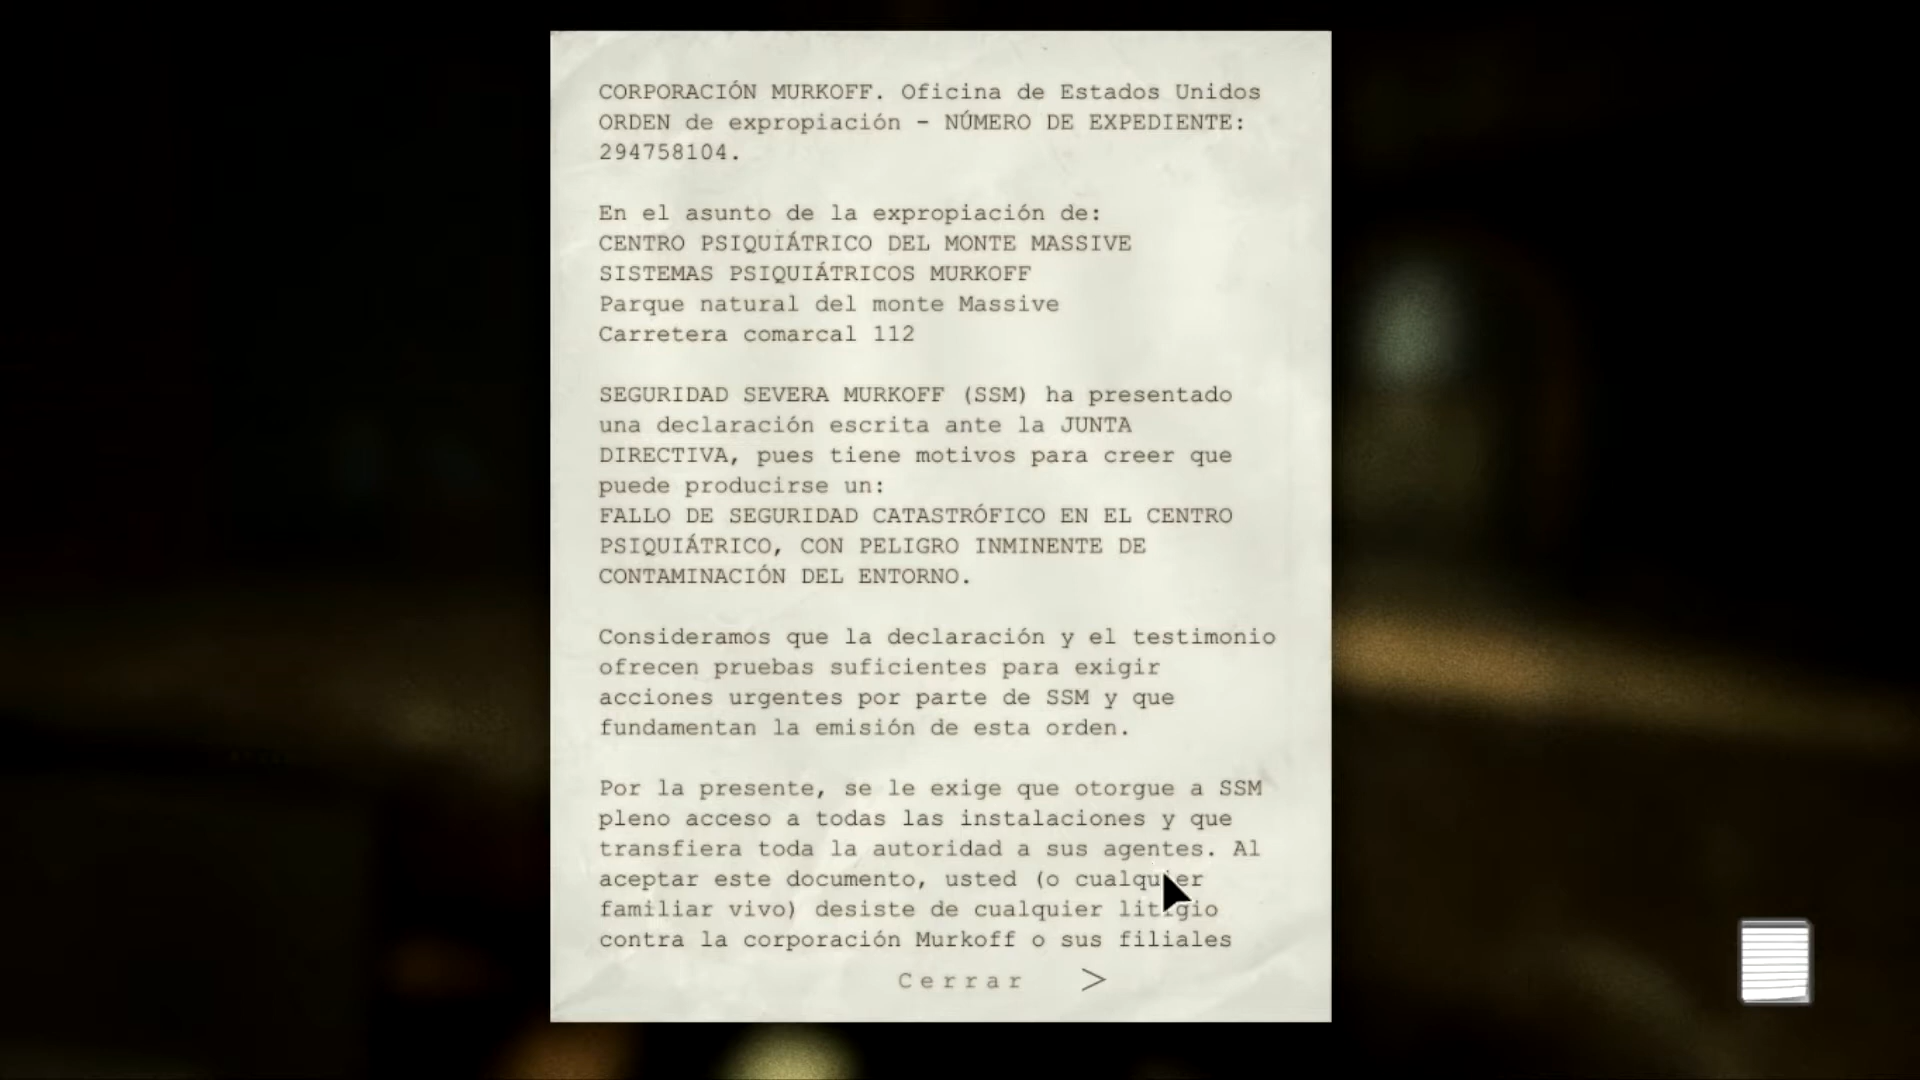 CORPORACIÓN MURKOFF. Oficina de Estados Unidos
ORDEN de expropiación - NÚMERO DE EXPEDIENTE:
294758104.
En el asunto de la expropiación de:
CENTRO PSIQUIÁTRICO DEL MONTE MASSIVE
SISTEMAS PSIQUIÁTRICOS MURKOFF
Parque natural del monte Massive
Carretera comarcal 112
SEGURIDAD SEVERA MURKOFF (SSM) ha presentado
una declaración escrita ante la JUNTA
DIRECTIVA, pues tiene motivos para creer que
puede producirse un:
FALLO DE SEGURIDAD CATASTRÓFICO EN EL CENTRO
PSIQUIÁTRICO, CON PELIGRO INMINENTE DE
CONTAMINACIÓN DEL ENTORNO.
Consideramos que la declaración y el testimonio
ofrecen pruebas suficientes para exigir
acciones urgentes por parte de SSM y que
fundamentan la emisión de esta orden.
Por la presente, se le exige que otorgue a SSM
pleno acceso a todas las instalaciones y que
transfiera toda la autoridad a sus agentes. Al
aceptar este documento, usted (o cualquier
familiar vivo) desiste de cualquier litigio
contra la corporación Murkoff o sus filiales
Cerrar >